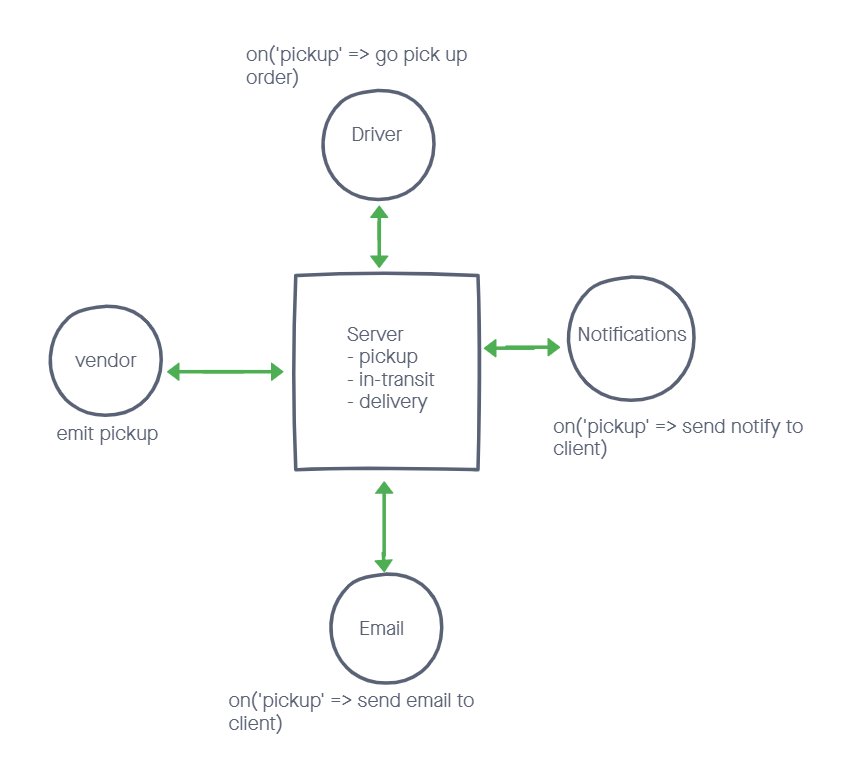 on('pickup' => go pick up
order)
Driver
Server
- pickup
- in-transit
- delivery
Notifications
vendor
emit pickup
on('pickup' => send notify to
client)
Email
on('pickup' => send email to
client)